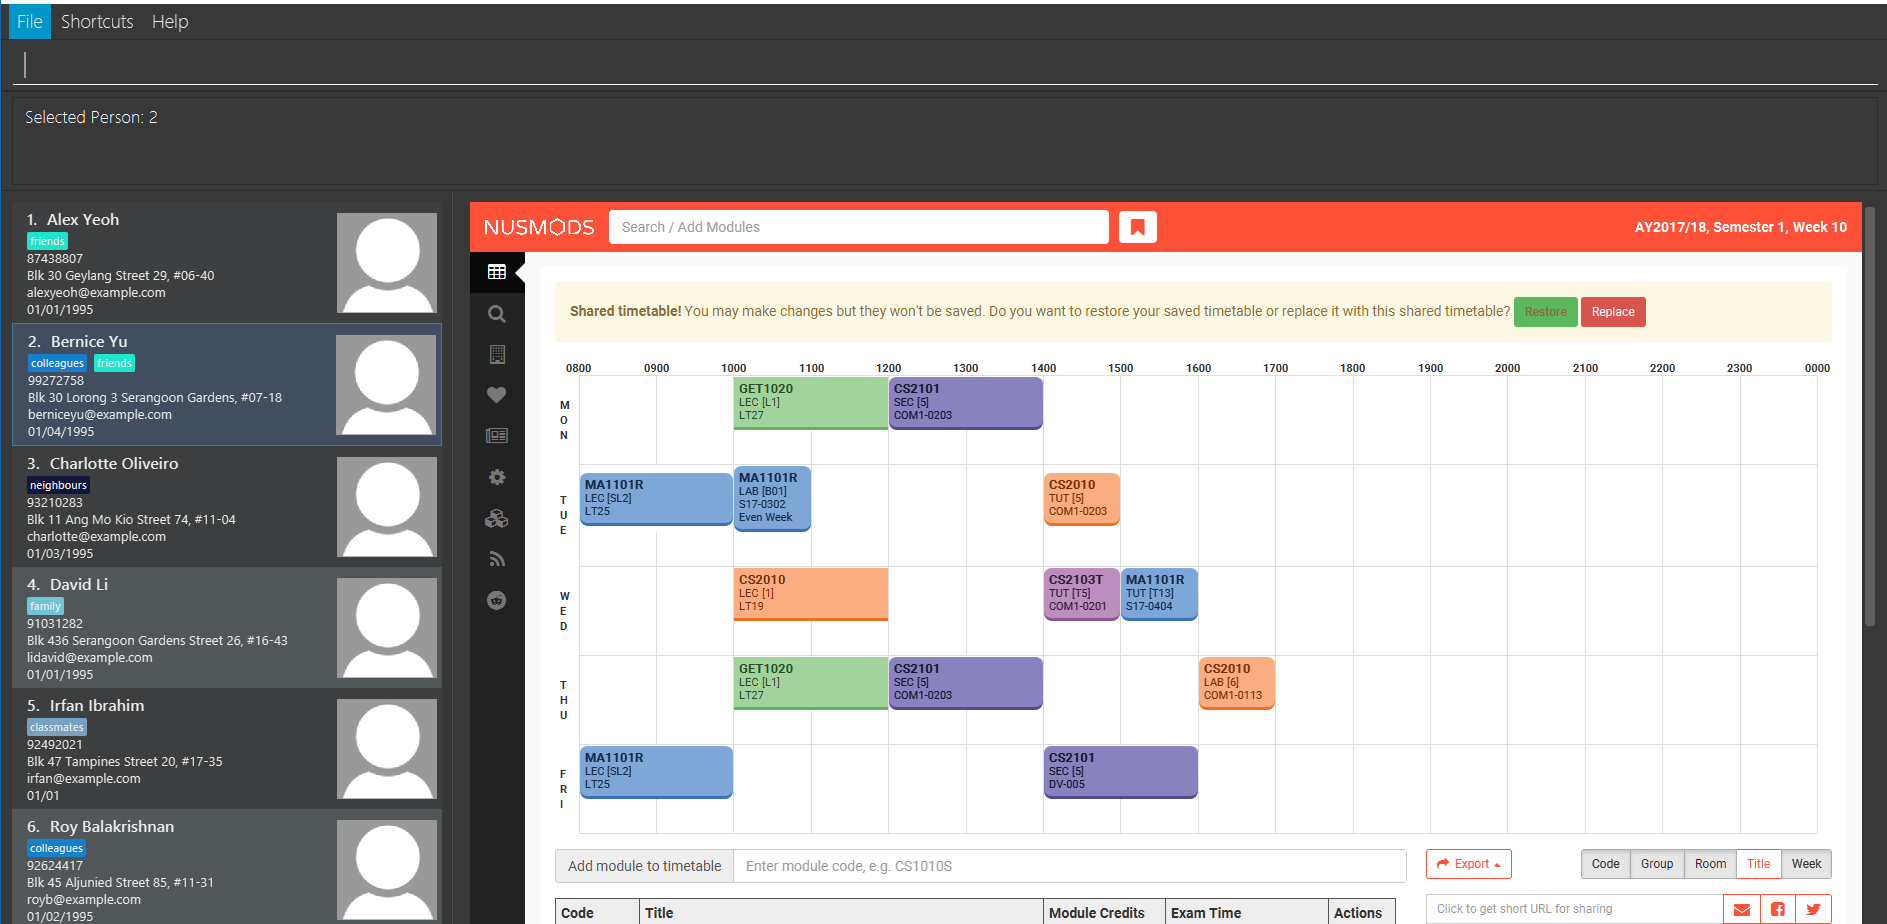 File Shortcuts Help
Selected Person: 2
1. Alex Yeoh
friends
87438807
Blk 30 Geylang Street 29, #06-40
alexyeoh@example.com
01/01/1995
2. Bernice Yu
colleagues friends
99272758
Blk 30 Lorong 3 Serangoon Gardens, #07-18
berniceyu@example.com
01/04/1995
3. Charlotte Oliveiro
neighbours
93210283
Blk 11 Ang Mo Kio Street 74, #11-04
charlotte@example.com
01/03/1995
4. David Li
family
91031282
Blk 436 Serangoon Gardens Street 26, #16-43
lidavid@example.com
01/01/1995
5. Irfan Ibrahim
classmates
92492021
Blk 47 Tampines Street 20, #17-35
irfan@example.com
01/01
6. Roy Balakrishnan
colleagues
92624417
Blk 45 Aljunied Street 85, #11-31
royb@example.com
01/02/1995
NUSMODS Search / Add Modules AY2017/18, Semester 1, Week 10
Shared timetable! You may make changes but they won't be saved. Do you want to restore your saved timetable or replace it with this shared timetable? Restore Replace
0800 0900 1000 1100 1200 1300 1400 1500 1600 1700 1800 1900 2000 2100 2200 2300 0000
MON
GET1020
LEC [L1]
LT27
CS2101
SEC [5]
COM1-0203
TUE
MA1101R
LEC [SL2]
LT25
MA1101R
LAB [B01]
S17-0302
Even Week
CS2010
TUT [5]
COM1-0203
WED
CS2010
LEC [1]
LT19
CS2103T
TUT [T5]
COM1-0201
MA1101R
TUT [T13]
S17-0404
THU
GET1020
LEC [L1]
LT27
CS2101
SEC [5]
COM1-0203
CS2010
LAB [6]
COM1-0113
FRI
MA1101R
LEC [SL2]
LT25
CS2101
SEC [5]
DV-005
Add module to timetable Enter module code, e.g. CS1010S Export Code Group Room Title Week
Code Title Module Credits Exam Time Actions
Click to get short URL for sharing